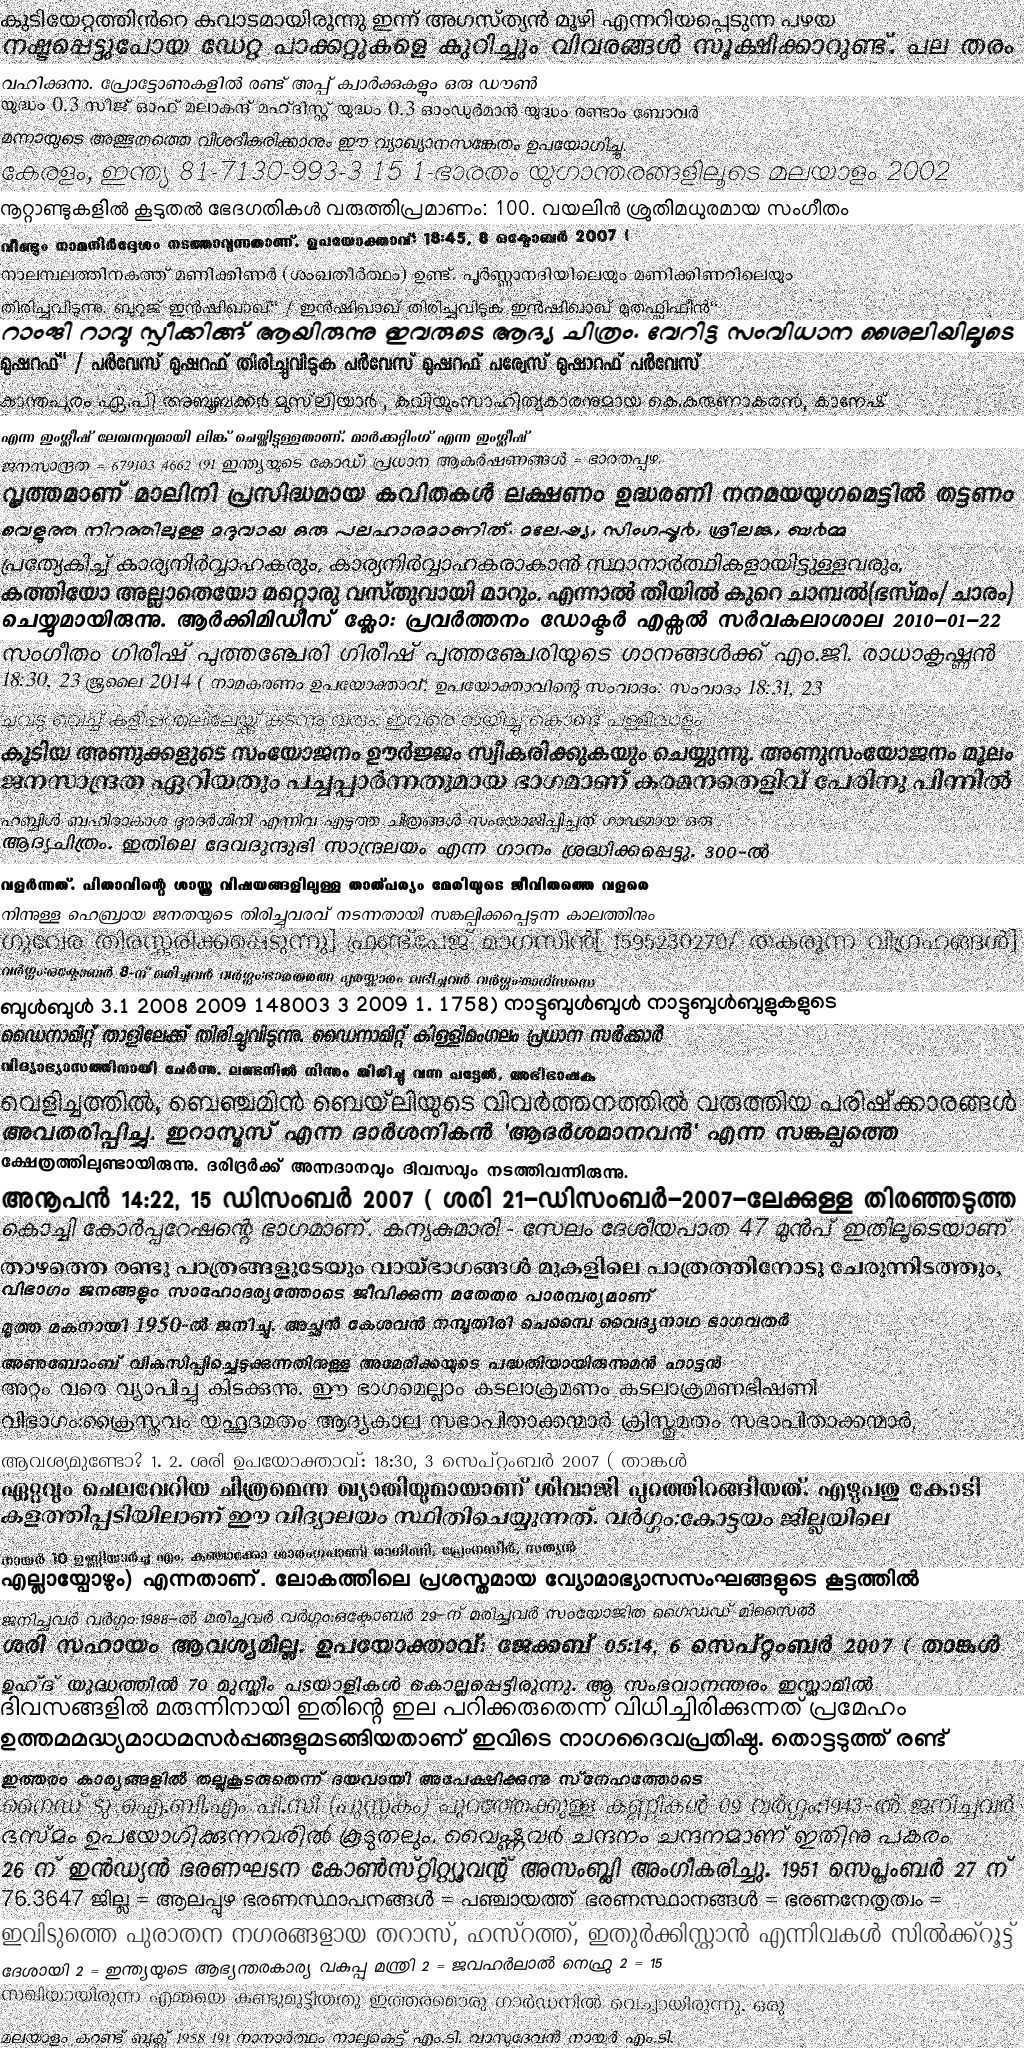 കുടിയേറ്റത്തിൻറെ കവാടമായിരുന്നു ഇന്ന് അഗസ്ത്യൻ മൂഴി എന്നറിയപ്പെടുന്ന പഴയ
നഷ്ടപ്പെട്ടുപോയ ഡേറ്റ പാക്കറ്റുകളെ കുറിച്ചും വിവരങ്ങൾ സൂക്ഷിക്കാറുണ്ട്. പല തരം
വഹിക്കുന്നു. പ്രോട്ടോണുകളിൽ രണ്ട് അപ്പ് ക്വാർക്കുകളും ഒരു ഡൗൺ
യുദ്ധം 0.3 സിജ് ഓഫ് മലാകന്ദ് മഹ്ദിസ്റ്റ് യുദ്ധം 0.3 ഓംഡുർമാൻ യുദ്ധം രണ്ടാം ബോവർ
മന്നായുടെ അത്ഭുതത്തെ വിശദീകരിക്കാനും ഈ വ്യാഖ്യാനസങ്കേതം ഉപയോഗിച്ചു.
കേരളം, ഇന്ത്യ 81-7130-993-3 15 1-ഭാരതം യുഗാന്തരങ്ങളിലൂടെ മലയാളം 2002
നൂറ്റാണ്ടുകളിൽ കൂടുതൽ ഭേദഗതികൾ വരുത്തിപ്രമാണം: 100. വയലിൻ ശ്രുതിമധുരമായ സംഗീതം
വീണ്ടും നാമനിർദ്ദേശം നടത്താവുന്നതാണ്. ഉപയോക്താവ്: 18:45, 8 ഒക്ടോബർ 2007 (
നാലമ്പലത്തിനകത്ത് മണിക്കിണർ (ശംഖതീർത്ഥം) ഉണ്ട്. പൂർണ്ണാനദിയിലെയും മണിക്കിണറിലെയും
തിരിച്ചുവിടുന്നു. ബുറൂജ് ഇൻഷിഖാഖ്" / ഇൻഷിഖാഖ് തിരിച്ചുവിടുക ഇൻഷിഖാഖ് മുതഫ്ഫിഫീൻ"
റാംജി റാവു സ്പീക്കിങ്ങ് ആയിരുന്നു ഇവരുടെ ആദ്യ ചിത്രം. വേറിട്ട സംവിധാന ശൈലിയിലൂടെ
മുഷറഫ്" / പർവേസ് മുഷറഫ് തിരിച്ചുവിടുക പർവേസ് മുഷറഫ് പര്വേസ് മുഷാറഫ് പർവേസ്
കാന്തപുരം ഏ.പി അബൂബക്കർ മുസ്‌ലിയാർ , കവിയുംസാഹിത്യകാരനുമായ കെ.കരുണാകരൻ, കാനേഷ്
എന്ന ഇംഗ്ലീഷ് ലേഖനവുമായി ലിങ്ക് ചെയ്തിട്ടുള്ളതാണ്. മാർക്കറ്റിംഗ് എന്ന ഇംഗ്ലീഷ്
ജനസാന്ദ്രത = 679103 4662 191 ഇന്ത്യയുടെ കോഡ് പ്രധാന ആകർഷണങ്ങൾ = ഭാരതപ്പുഴ,
വൃത്തമാണ് മാലിനി പ്രസിദ്ധമായ കവിതകൾ ലക്ഷണം ഉദ്ധരണി നനമയയുഗമെട്ടിൽ തട്ടണം
വെളുത്ത നിറത്തിലുള്ള മൃദുവായ ഒരു പലഹാരമാണിത്. മലേഷ്യ, സിംഗപ്പൂർ, ശ്രീലങ്ക, ബർമ്മ
പ്രത്യേകിച്ച് കാര്യനിർവ്വാഹകരും, കാര്യനിർവ്വാഹകരാകാൻ സ്ഥാനാർത്ഥികളായിട്ടുള്ളവരും,
കത്തിയോ അല്ലാതെയോ മറ്റൊരു വസ്തുവായി മാറും. എന്നാൽ തീയിൽ കുറെ ചാമ്പൽ(ഭസ്മം/ ചാരം)
ചെയ്യുമായിരുന്നു. ആർക്കിമിഡീസ് ക്ലോ: പ്രവർത്തനം ഡോക്ടർ എക്സൽ സർവകലാശാല 2010-01-22
സംഗീതം ഗിരീഷ് പുത്തഞ്ചേരി ഗിരീഷ് പുത്തഞ്ചേരിയുടെ ഗാനങ്ങൾക്ക് എം.ജി. രാധാകൃഷ്ണൻ
18:30, 23 ജൂലൈ 2014 ( നാമകരണം ഉപയോക്താവ്:, ഉപയോക്താവിന്റെ സംവാദം: സംവാദം 18:31, 23
കൂടിയ അണുക്കളുടെ സംയോജനം ഊർജ്ജം സ്വീകരിക്കുകയും ചെയ്യുന്നു. അണുസംയോജനം മൂലം
ജനസാന്ദ്രത ഏറിയതും പച്ചപ്പാർന്നതുമായ ഭാഗമാണ് കാമനതെളിവ് പേരിനു പിന്നിൽ
ഹബ്ബിൾ ബഹിരാകാശ ദൂരദർശിനി എന്നിവ എടുത്ത ചിത്രങ്ങൾ സംയോജിപ്പിച്ചത് ഗാഢമായ ഒരു
ആദ്യചിത്രം. ഇതിലെ ദേവദുന്ദുഭി സാന്ദ്രലയം എന്ന ഗാനം ശ്രദ്ധിക്കപ്പെട്ടു. 300-ൽ
വളർന്നത്. പിതാവിന്റെ ശാസ്ത്ര വിഷയങ്ങളിലുള്ള താത്പര്യം മേരിയുടെ ജീവിതത്തെ വളരെ
നിന്നുള്ള ഹെബ്രായ ജനതയുടെ തിരിച്ചുവരവ് നടന്നതായി സങ്കല്പിക്കപ്പെടുന്ന കാലത്തിനും
ഗുവേര തിരസ്കരിക്കപ്പെടുന്നു] ഫ്രണ്ട്പേജ് മാഗസിന്റെ[ 1595230270/ തകരുന്ന വിഗ്രഹങ്ങൾ]
വർഗ്ഗം:ഒക്ടോബർ 8-ന് മരിച്ചവർ വർഗ്ഗം:ഭാരതരത്ന പുരസ്കാരം ലഭിച്ചവർ
ബുൾബുൾ 3.1 2008 2009 148003 3 2009 1. 1758) നാട്ടുബുൾബുൾ നാട്ടുബുൾബുളുകളുടെ
ഡൈനാമിറ്റ് താളിലേക്ക് തിരിച്ചുവിടുന്നു. ഡൈനാമിറ്റ് കിള്ളിമംഗലം പ്രധാന സർക്കാർ
വിദ്യാഭ്യാസത്തിനായി ചേർന്നു. ലണ്ടനിൽ നിന്നും തിരിച്ചു വന്ന പട്ടേൽ, അഭിഭാഷക
വെളിച്ചത്തിൽ, ബെഞ്ചമിൻ ബെയ്‌ലിയുടെ വിവർത്തനത്തിൽ വരുത്തിയ പരിഷ്ക്കാരങ്ങൾ
അവതരിപ്പിച്ചു. ഇറാസ്മൂസ് എന്ന ദാർശനികൻ 'ആദർശമാനവൻ' എന്ന സങ്കല്പത്തെ
ക്ഷേത്രത്തിലുണ്ടായിരുന്നു. ദരിദ്രർക്ക് അന്നദാനവും ദിവസവും നടത്തിവന്നിരുന്നു.
അനൂപൻ 14:22, 15 ഡിസംബർ 2007 ( ശരി 21-ഡിസംബർ-2007-ലേക്കുള്ള തിരഞ്ഞടുത്ത
കൊച്ചി കോർപ്പറേഷന്റെ ഭാഗമാണ്. കന്യകുമാരി - സേലം ദേശീയപാത 47 മുൻപ് ഇതിലൂടെയാണ്
താഴത്തെ രണ്ടു പാത്രങ്ങളുടേയും വായ്ഭാഗങ്ങൾ മുകളിലെ പാത്രത്തിനോടു ചേരുന്നിടത്തും,
വിഭാഗം ജനങ്ങളും സാഹോദര്യത്തോടെ ജീവിക്കുന്ന മതേതര പാരമ്പര്യമാണ്
മൂത്ത മകനായി 1950-ൽ ജനിച്ചു. അച്ഛൻ കേശവൻ നമ്പൂതിരി ചെമ്പൈ വൈദ്യനാഥ ഭാഗവതർ
അണുബോംബ് വികസിപ്പിച്ചെടുക്കുന്നതിനുള്ള അമേരിക്കയുടെ പദ്ധതിയായിരുന്നുമൻ ഹാട്ടൻ
അറ്റം വരെ വ്യാപിച്ചു കിടക്കുന്നു. ഈ ഭാഗമെല്ലാം കടലാക്രമണം കടലാക്രമണഭിഷണി
വിഭാഗം:ക്രൈസ്തവം യഹൂദമതം ആദ്യകാല സഭാപിതാക്കന്മാർ ക്രിസ്തുമതം സഭാപിതാക്കന്മാർ,
ആവശ്യമുണ്ടോ? 1. 2. ശരി ഉപയോക്താവ്: 18:30, 3 സെപ്റ്റംബർ 2007 ( താങ്കൾ
ഏറ്റവും ചെലവേറിയ ചിത്രമെന്ന ഖ്യാതിയുമായാണ് ശിവാജി പുറത്തിറങ്ങിയത്. എഴുപതു കോടി
കളത്തിപ്പടിയിലാണ് ഈ വിദ്യാലയം സ്ഥിതിചെയ്യുന്നത്. വർഗ്ഗം:കോട്ടയം ജില്ലയിലെ
നായർ 10 ഉണ്ണിയാർച്ച എം. കുഞ്ചാക്കോ ശാരംഗപാണി രാഗിണി, പ്രേംനസീർ, സത്യൻ
എല്ലായ്പ്പോഴും) എന്നതാണ്. ലോകത്തിലെ പ്രശസ്തമായ വ്യോമാഭ്യാസസംഘങ്ങളുടെ കൂട്ടത്തിൽ
ജനിച്ചവർ വർഗ്ഗം:1988-ൽ മരിച്ചവർ വർഗ്ഗം:ഒക്ടോബർ 29-ന് മരിച്ചവർ സംയോജിത ഗൈഡഡ് മിസൈൽ
ശരി സഹായം ആവശ്യമില്ല. ഉപയോക്താവ്: ജേക്കബ് 05:14, 6 സെപ്റ്റംബർ 2007 ( താങ്കൾ
ഉഹ്ദ് യുദ്ധത്തിൽ 70 മുസ്ലീം പടയാളികൾ കൊല്ലപ്പെട്ടിരുന്നു. ആ സംഭവാനന്തരം ഇസ്ലാമിൽ
ദിവസങ്ങളിൽ മരുന്നിനായി ഇതിന്റെ ഇല പറിക്കരുതെന്ന് വിധിച്ചിരിക്കുന്നത് പ്രമേഹം
ഉത്തമമദ്ധ്യമാധമസർപ്പങ്ങളുമടങ്ങിയതാണ് ഇവിടെ നാഗദൈവപ്രതിഷ്ഠ. തൊട്ടടുത്ത് രണ്ട്
ഇത്തരം കാര്യങ്ങളിൽ തല്ലുകൂടരുതെന്ന് ദയവായി അപേക്ഷിക്കുന്നു സ്നേഹത്തോടെ
ഗൈഡ് ടു ഐ.ബി.എം പി.സി (പുസ്തകം) പുറത്തേക്കുള്ള കണ്ണികൾ 09 വർഗ്ഗം:1943-ൽ ജനിച്ചവർ
ഭസ്മം ഉപയോഗിക്കുന്നവരിൽ കൂടുതലും. വൈഷ്ണവർ ചന്ദനം ചന്ദനമാണ് ഇതിനു പകരം
26 ന് ഇൻഡ്യൻ ഭരണഘടന കോൺസ്റ്റിറ്റ്യൂവന്റ് അസംബ്ലി അംഗീകരിച്ചു. 1951 സെപ്തംബർ 27 ന്
76.3647 ജില്ല = ആലപ്പുഴ ഭരണസ്ഥാപനങ്ങൾ = പഞ്ചായത്ത് ഭരണസ്ഥാനങ്ങൾ = ഭരണനേതൃത്വം =
ഇവിടുത്തെ പുരാതന നഗരങ്ങളായ തറാസ്, ഹസ്റത്ത്, ഇതുർക്കിസ്ഥാൻ എന്നിവകൾ സിൽക്ക്റൂട്ട്
ദേശായി 2 = ഇന്ത്യയുടെ ആഭ്യന്തരകാര്യ വകുപ്പു മന്ത്രി 2 = ജവഹർലാൽ നെഹ്രു 2 = 15
സഞ്ചിയായിരുന്ന എമ്മയെ കണ്ടുമുട്ടിയതു ഇത്തരമൊരു ഗാർഡനിൽ വെച്ചായിരുന്നു. ഒരു
മലയാളം കറണ്ട് ബുക്സ് 1958 191 നാനാർത്ഥം നാലുകെട്ട് എം.ടി. വാസുദേവൻ നായർ എം.ടി.